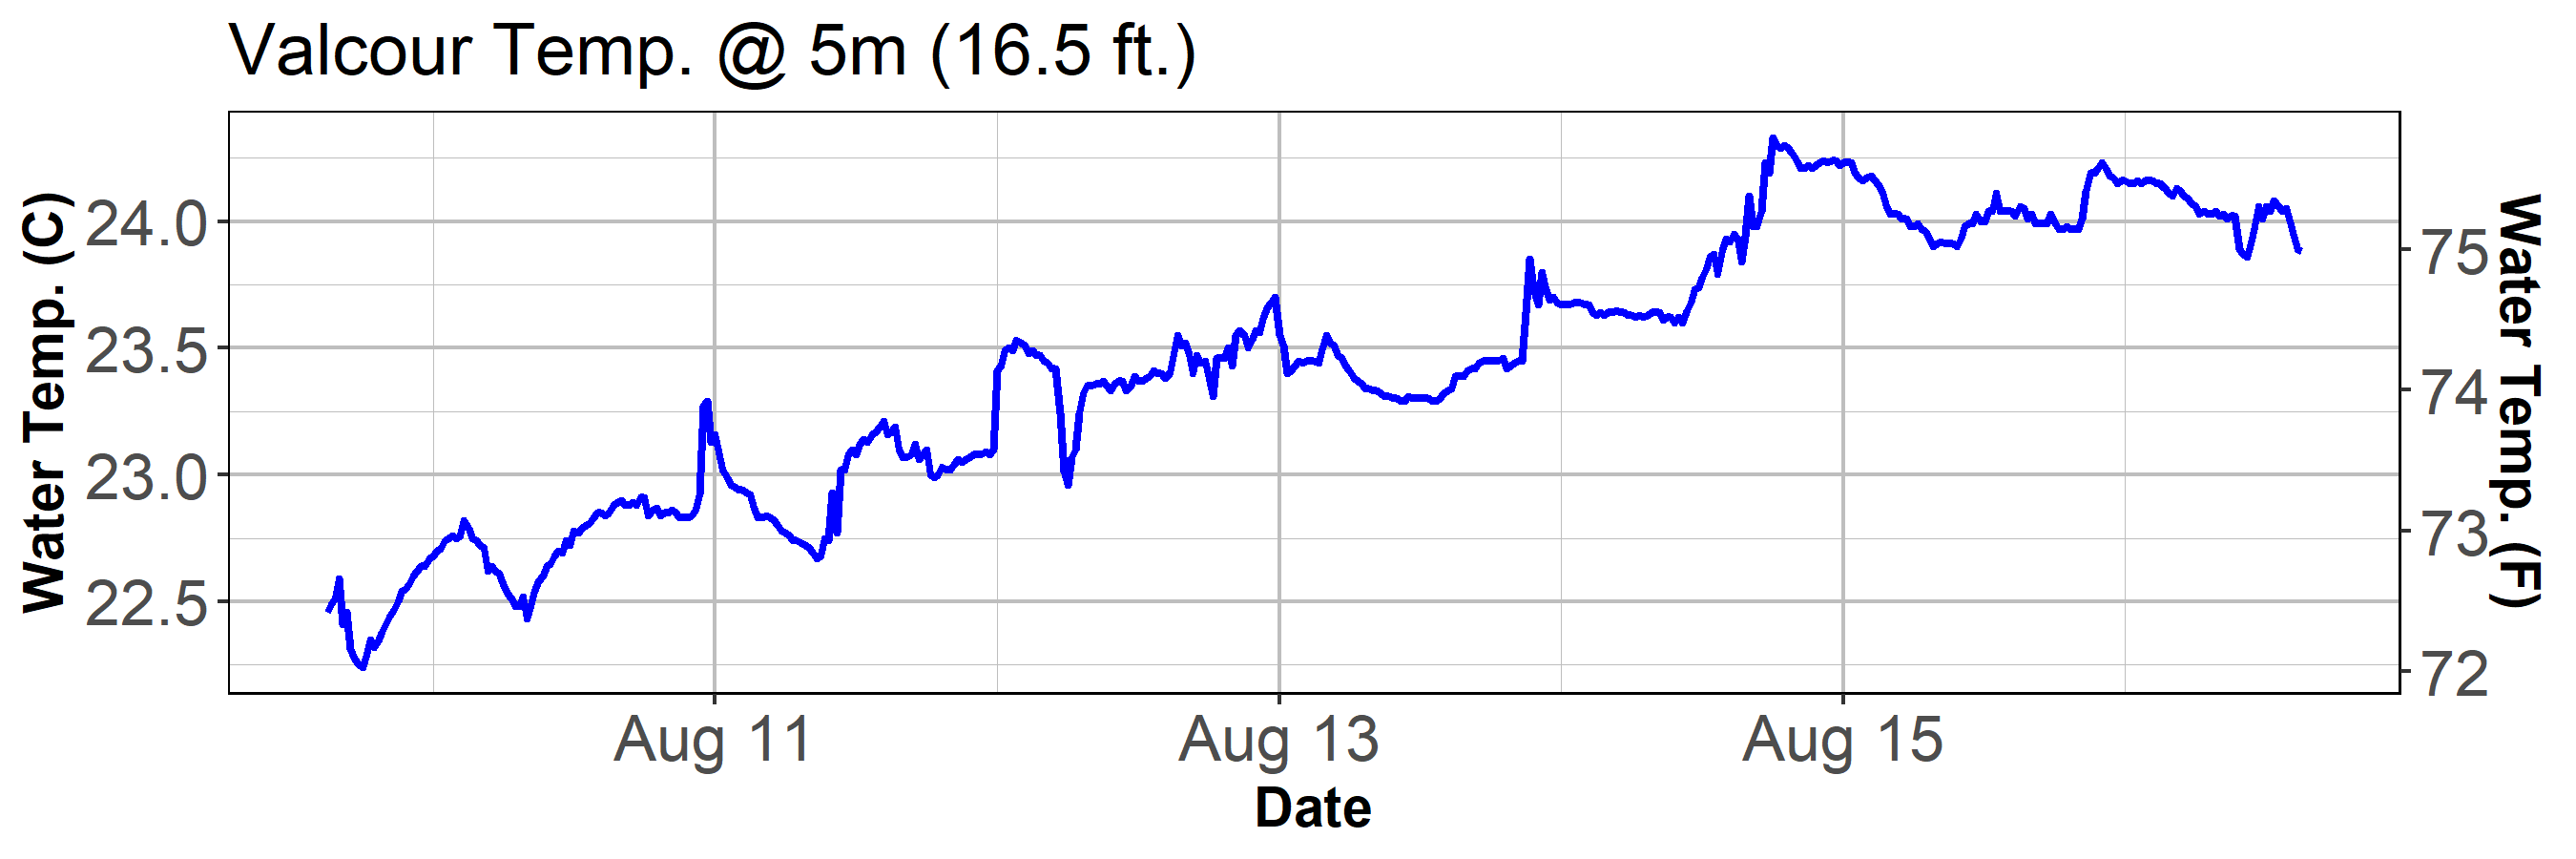 Valcour Temp. @ 5m (16.5 ft.)
Water Temp. (C)
24.0
23.5
23.0
22.5
75
74
73
72
Water Temp. (F)
Aug 11 Aug 13 Aug 15
Date